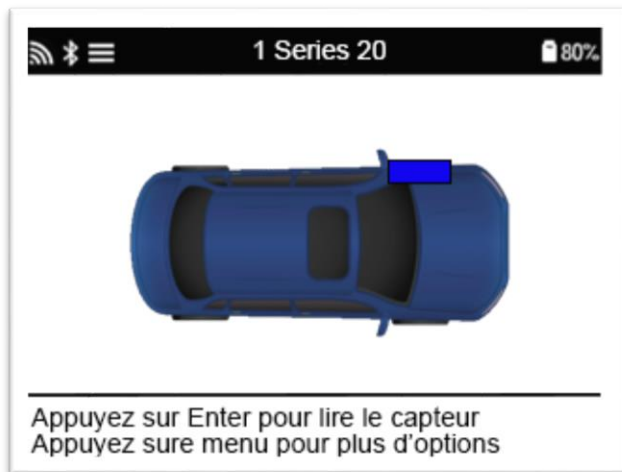 1 Series 20
80%
Appuyez sur Enter pour lire le capteur
Appuyez sure menu pour plus d'options